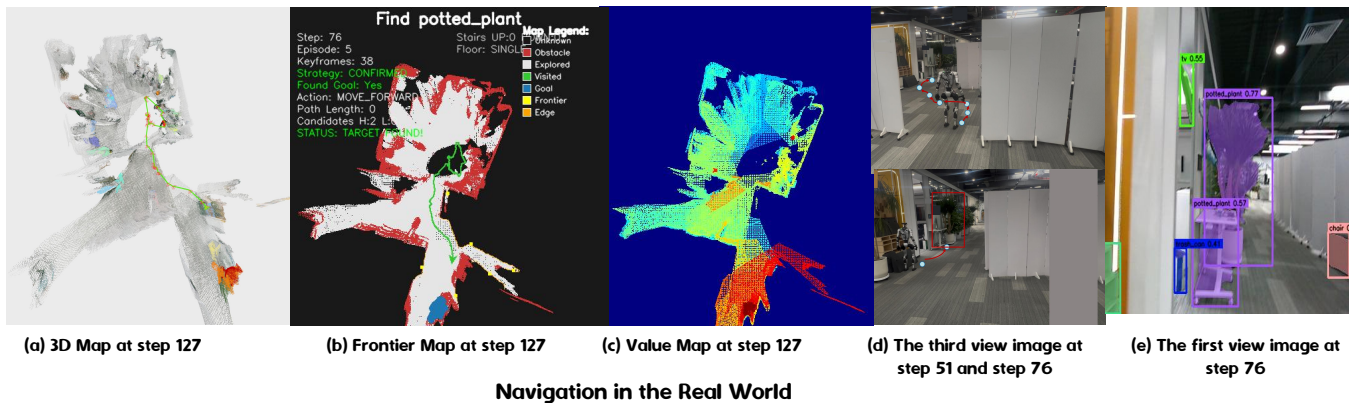 Find potted_plant
Step: 76
Episode: 5
Keyframes: 38
Strategy: CONFIRMED
Found Goal: Yes
Action: MOVE_FORWARD
Path Length: 0
Candidates H:2 L:
STATUS: TARGET FOUND!
Stairs UP:0
Floor: SINGLE
Map Legend:
Unknown
Obstacle
Explored
Visited
Goal
Frontier
Edge
tv 0.55
potted_plant 0.77
potted_plant 0.57
chair 0
(a) 3D Map at step 127
(b) Frontier Map at step 127
(c) Value Map at step 127
(d) The third view image at
step 51 and step 76
(e) The first view image at
step 76
Navigation in the Real World